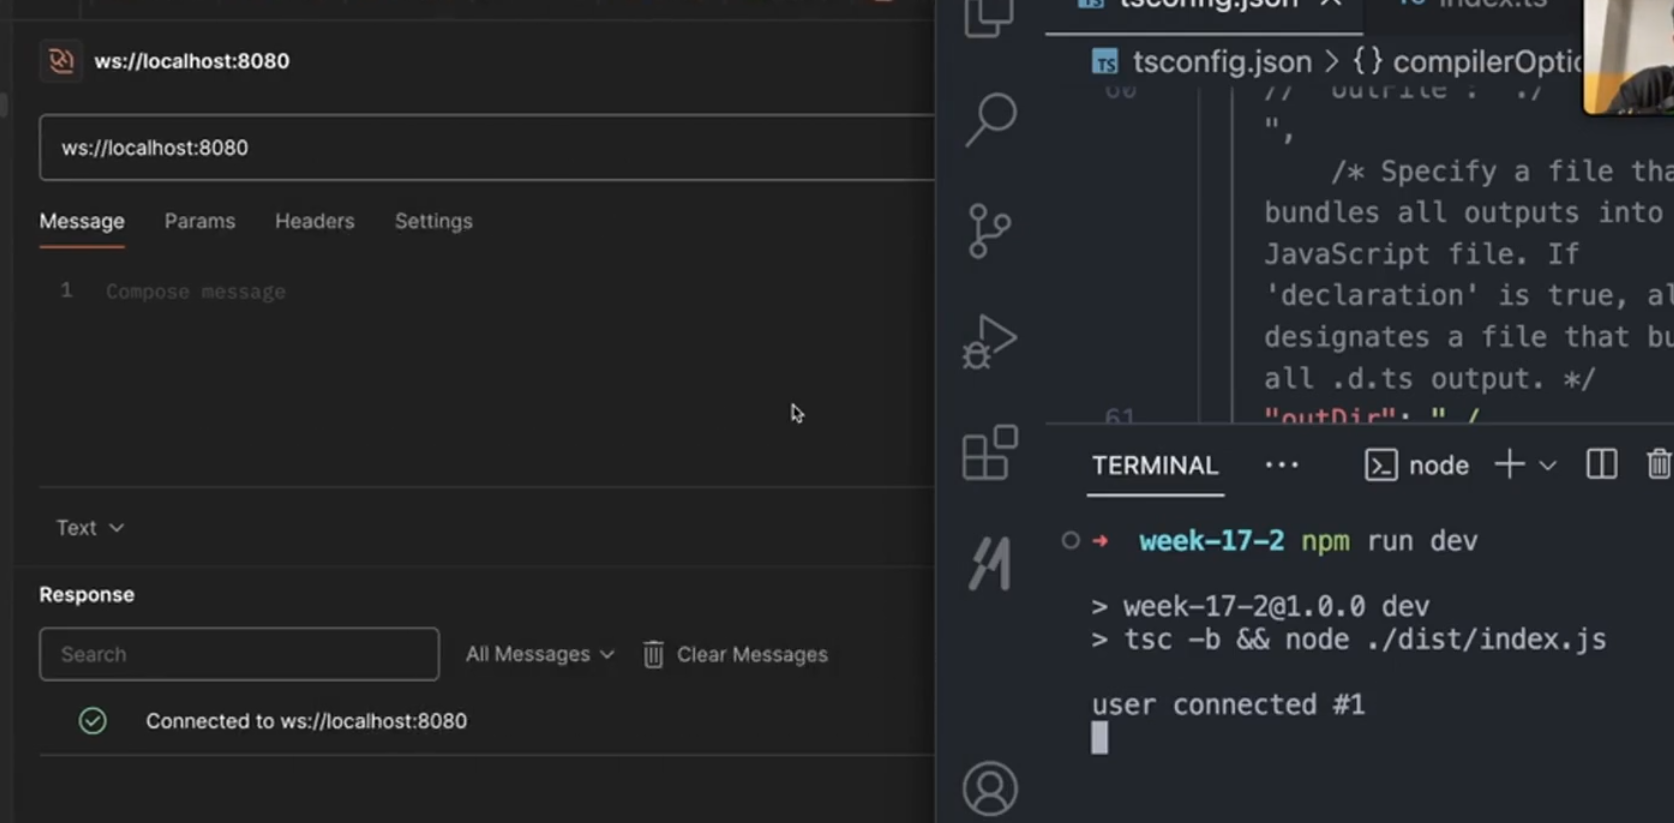 ws://localhost:8080
ws://localhost:8080
Message Params Headers Settings
1 Compose message
Text
Response
Search All Messages Clear Messages
Connected to ws://localhost:8080
tsconfig.json index.ts
TS tsconfig.json > {} compilerOptio
60 // "outFile": "./
",
/* Specify a file tha
bundles all outputs into
JavaScript file. If
'declaration' is true, al
designates a file that bu
all .d.ts output. */
61 "outDir": "./
TERMINAL ... node
→ week-17-2 npm run dev
> week-17-2@1.0.0 dev
> tsc -b && node ./dist/index.js
user connected #1